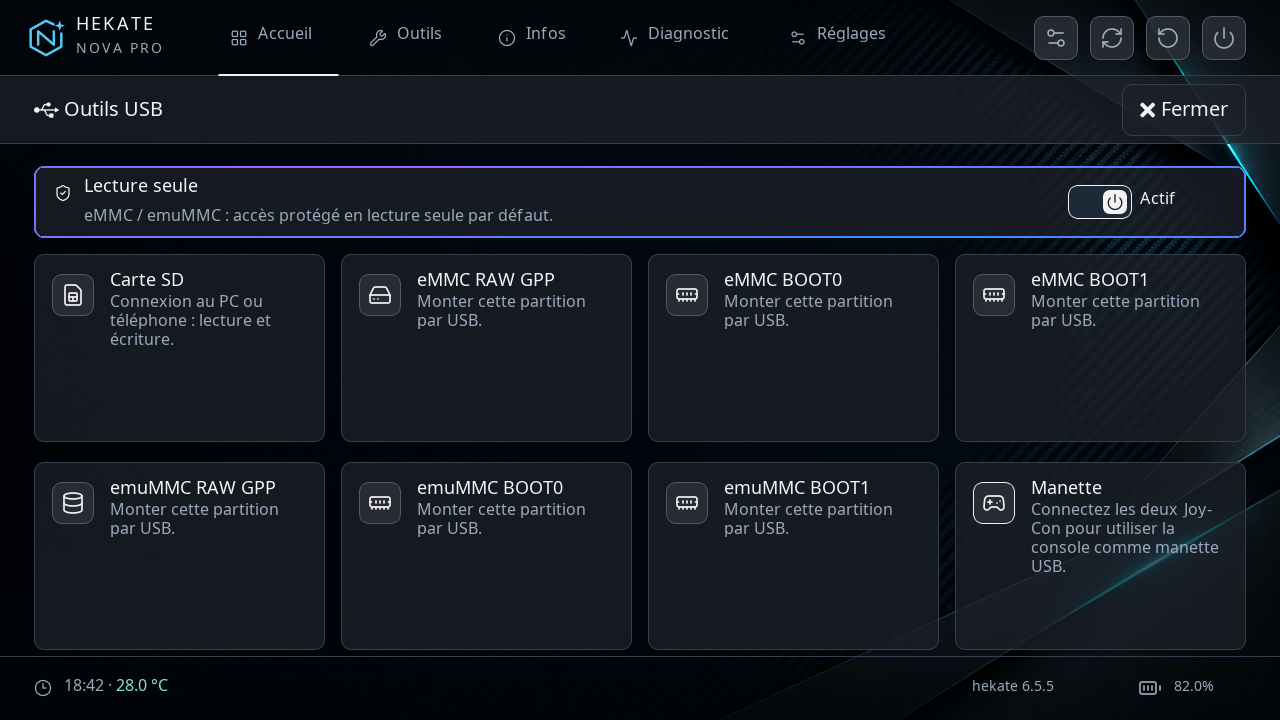 HEKATE
NOVA PRO
Accueil
Outils
Infos
Diagnostic
Réglages
Outils USB
Fermer
Lecture seule
eMMC / emuMMC : accès protégé en lecture seule par défaut.
Actif
Carte SD
Connexion au PC ou
téléphone : lecture et
écriture.
eMMC RAW GPP
Monter cette partition
par USB.
eMMC BOOT0
Monter cette partition
par USB.
eMMC BOOT1
Monter cette partition
par USB.
emuMMC RAW GPP
Monter cette partition
par USB.
emuMMC BOOT0
Monter cette partition
par USB.
emuMMC BOOT1
Monter cette partition
par USB.
Manette
Connectez les deux Joy-
Con pour utiliser la
console comme manette
USB.
18:42 · 28.0 °C
hekate 6.5.5
82.0%